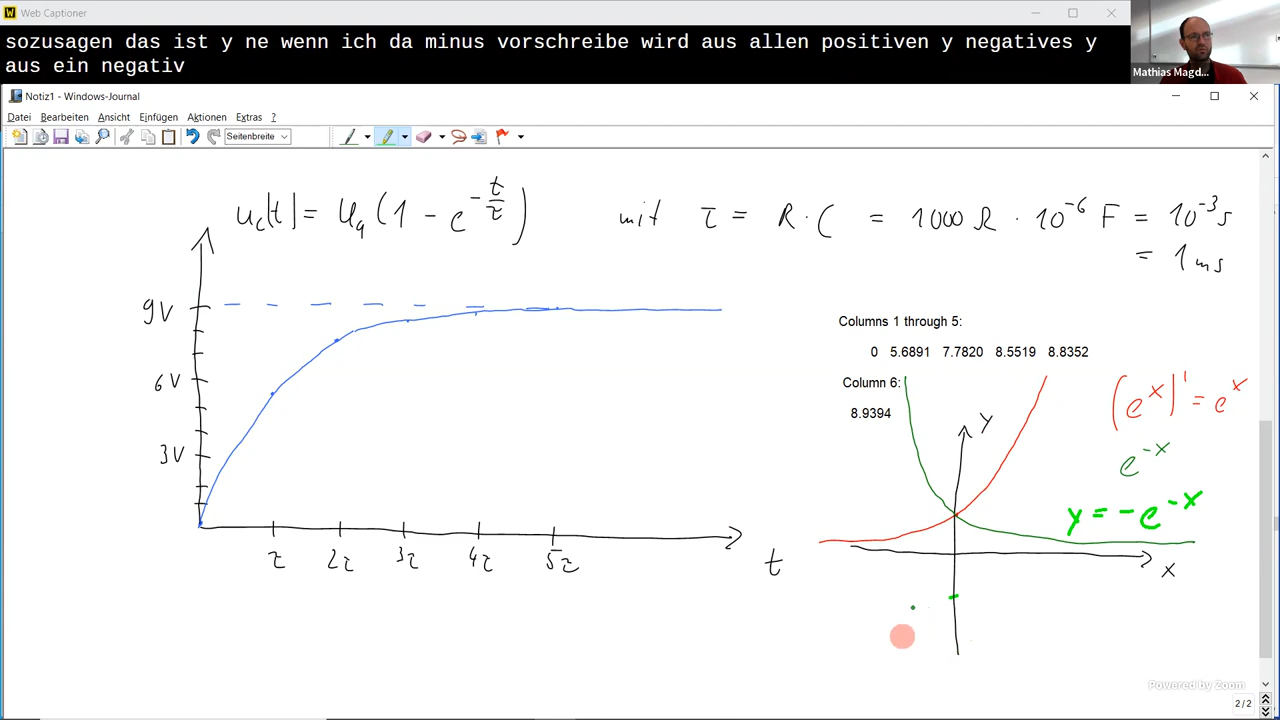 Web Captioner
sozusagen das ist y ne wenn ich da minus vorschreibe wird aus allen positiven y negatives y
aus ein negativ
Mathias Magd...
Notiz1 - Windows-Journal
Datei Bearbeiten Ansicht Einfügen Aktionen Extras ?
Seitenbreite
u_c(t) = U_q (1 - e^{-t/τ}) mit τ = R · C = 1000 Ω · 10^{-6} F = 10^{-3} s
= 1 ms
9V
6V
3V
τ 2τ 3τ 4τ 5τ
t
Columns 1 through 5:
0 5.6891 7.7820 8.5519 8.8352
Column 6:
8.9394
y
x
(e^x)' = e^x
e^{-x}
y = -e^{-x}
Powered by Zoom
2 / 2